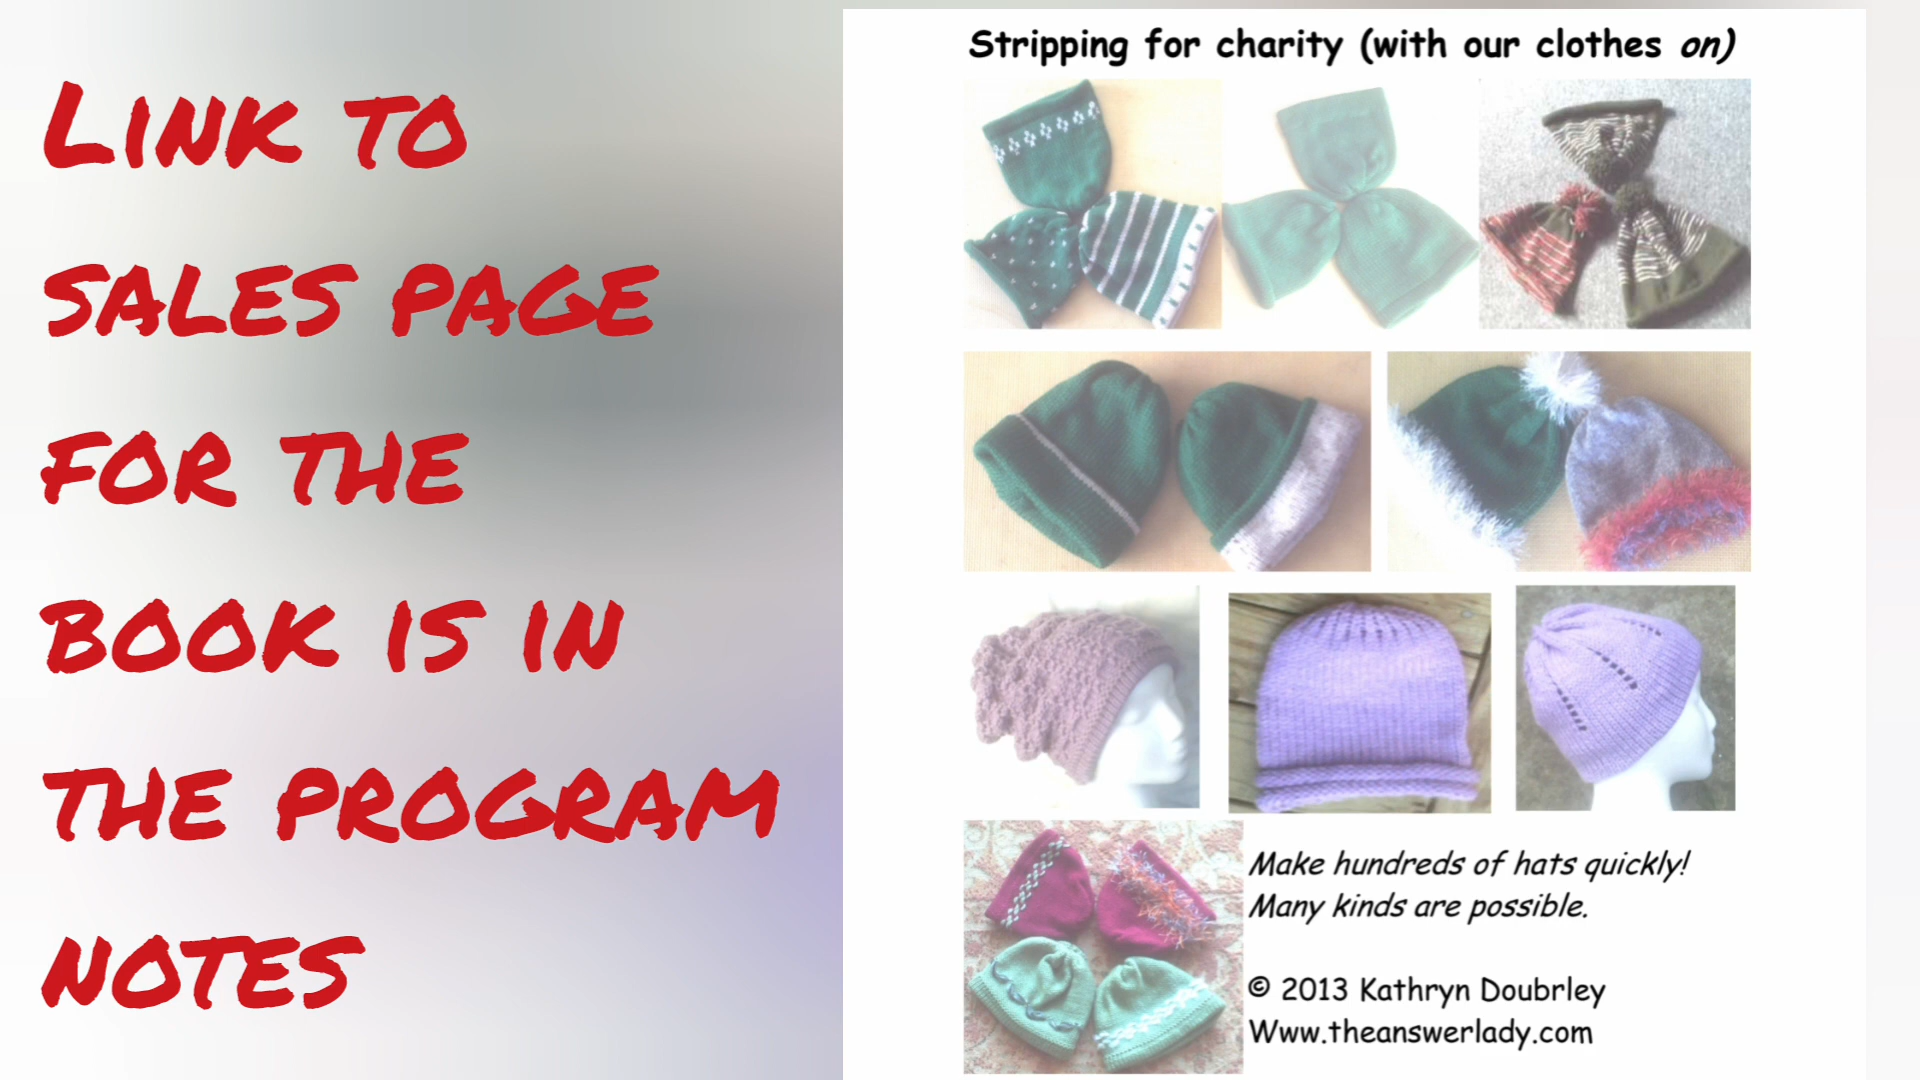 LINK TO
SALES PAGE
FOR THE
BOOK IS IN
THE PROGRAM
NOTES
Stripping for charity (with our clothes on)
Make hundreds of hats quickly!
Many kinds are possible.
© 2013 Kathryn Doubrley
Www.theanswerlady.com